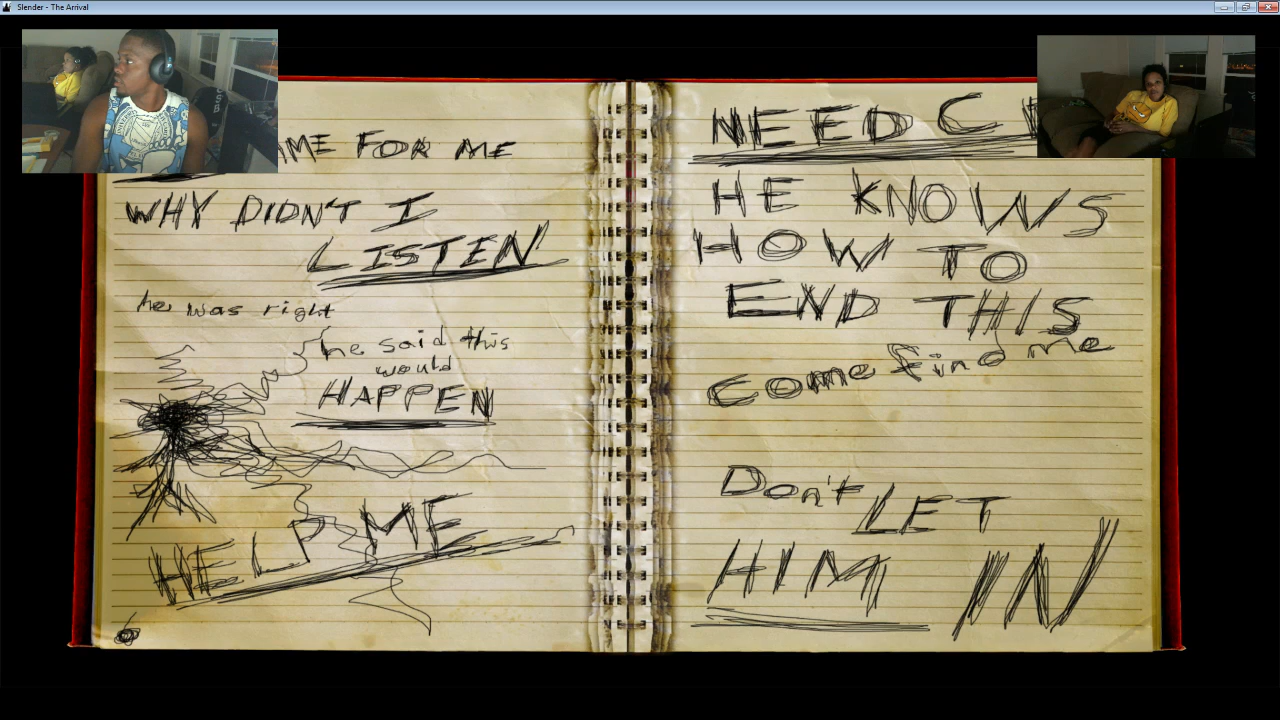 Slender - The Arrival
ME FOR ME
WHY DIDN'T I
LISTEN
he was right
he said this
would
HAPPEN
HELP ME
NEED C
HE KNOWS
HOW TO
END THIS
come find me
Don't LET
HIM IN